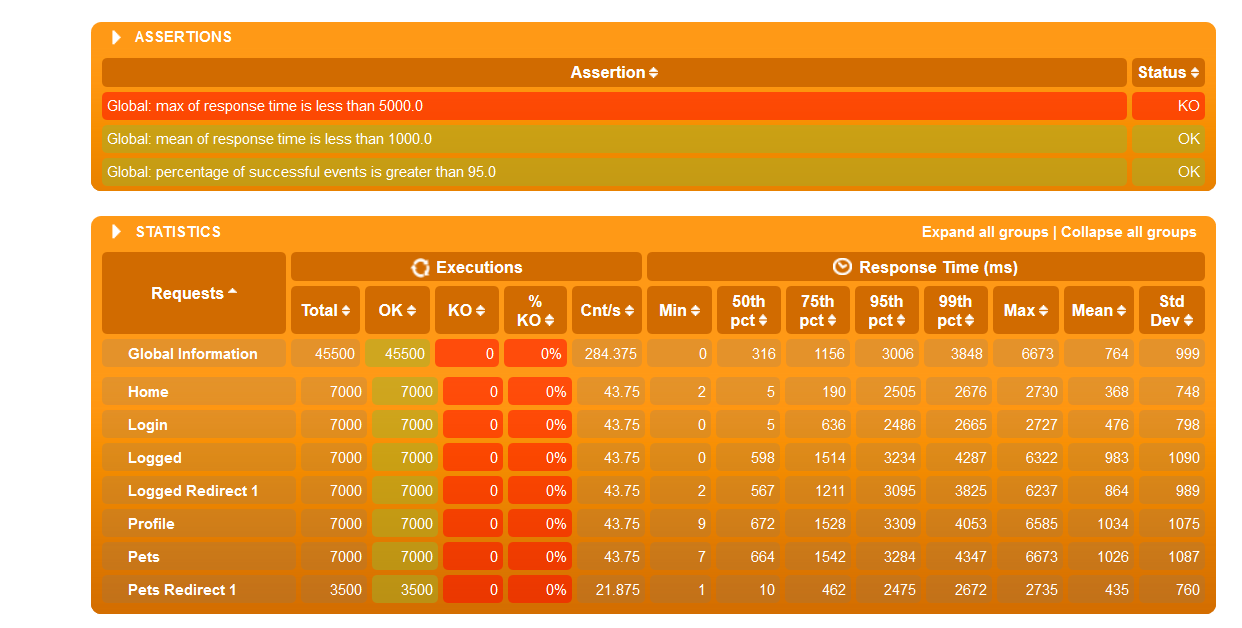 ASSERTIONS
Assertion Status
Global: max of response time is less than 5000.0 KO
Global: mean of response time is less than 1000.0 OK
Global: percentage of successful events is greater than 95.0 OK
STATISTICS Expand all groups | Collapse all groups
Requests Executions Response Time (ms)
Total OK KO % KO Cnt/s Min 50th pct 75th pct 95th pct 99th pct Max Mean Std Dev
Global Information 45500 45500 0 0% 284.375 0 316 1156 3006 3848 6673 764 999
Home 7000 7000 0 0% 43.75 2 5 190 2505 2676 2730 368 748
Login 7000 7000 0 0% 43.75 0 5 636 2486 2665 2727 476 798
Logged 7000 7000 0 0% 43.75 0 598 1514 3234 4287 6322 983 1090
Logged Redirect 1 7000 7000 0 0% 43.75 2 567 1211 3095 3825 6237 864 989
Profile 7000 7000 0 0% 43.75 9 672 1528 3309 4053 6585 1034 1075
Pets 7000 7000 0 0% 43.75 7 664 1542 3284 4347 6673 1026 1087
Pets Redirect 1 3500 3500 0 0% 21.875 1 10 462 2475 2672 2735 435 760